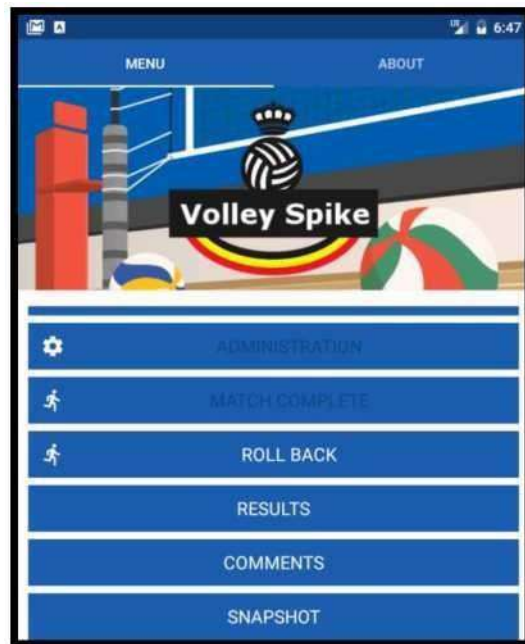 6:47
MENU
ABOUT
Volley Spike
ADMINISTRATION
MATCH COMPLETE
ROLL BACK
RESULTS
COMMENTS
SNAPSHOT